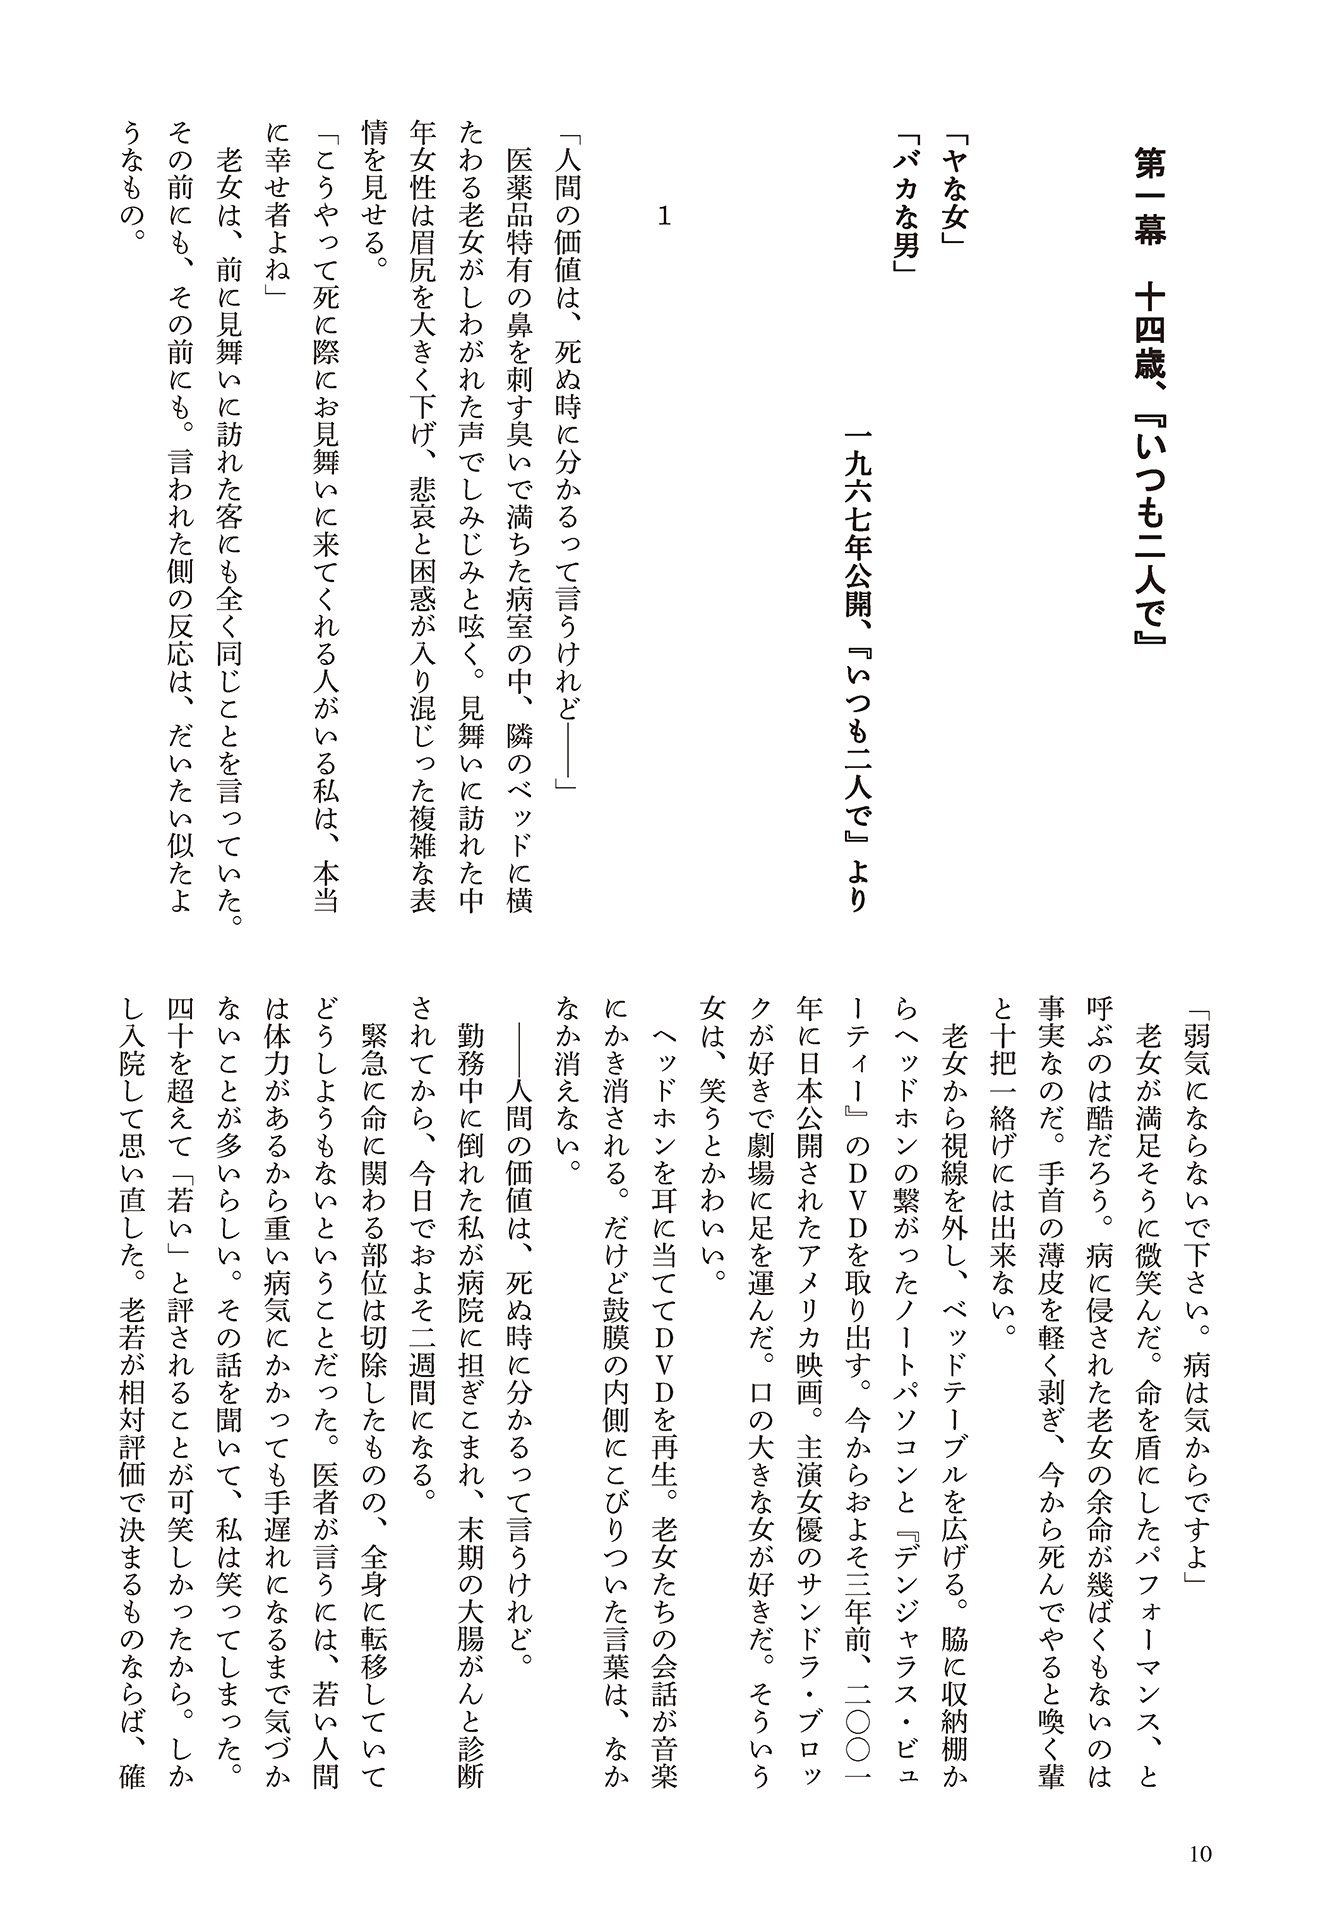 第一幕　十四歳、『いつも二人で』
「ヤな女」
「バカな男」
一九六七年公開、『いつも二人で』より
1
「人間の価値は、死ぬ時に分かるって言うけれど――」
　医薬品特有の鼻を刺す臭いで満ちた病室の中、隣のベッドに横
たわる老女がしわがれた声でしみじみと呟く。見舞いに訪れた中
年女性は眉尻を大きく下げ、悲哀と困惑が入り混じった複雑な表
情を見せる。
「こうやって死に際にお見舞いに来てくれる人がいる私は、本当
に幸せ者よね」
　老女は、前に見舞いに訪れた客にも全く同じことを言っていた。
その前にも、その前にも。言われた側の反応は、だいたい似たよ
うなもの。
「弱気にならないで下さい。病は気からですよ」
　老女が満足そうに微笑んだ。命を盾にしたパフォーマンス、と
呼ぶのは酷だろう。病に侵された老女の余命が幾ばくもないのは
事実なのだ。手首の薄皮を軽く剥ぎ、今から死んでやると喚く輩
と十把一絡げには出来ない。
　老女から視線を外し、ベッドテーブルを広げる。脇に収納棚か
らヘッドホンの繋がったノートパソコンと『デンジャラス・ビュ
ーティー』のＤＶＤを取り出す。今からおよそ三年前、二〇〇一
年に日本公開されたアメリカ映画。主演女優のサンドラ・ブロッ
クが好きで劇場に足を運んだ。口の大きな女が好きだ。そういう
女は、笑うとかわいい。
　ヘッドホンを耳に当ててＤＶＤを再生。老女たちの会話が音楽
にかき消される。だけど鼓膜の内側にこびりついた言葉は、なか
なか消えない。
　――人間の価値は、死ぬ時に分かるって言うけれど。
　勤務中に倒れた私が病院に担ぎこまれ、末期の大腸がんと診断
されてから、今日でおよそ二週間になる。
　緊急に命に関わる部位は切除したものの、全身に転移していて
どうしようもないということだった。医者が言うには、若い人間
は体力があるから重い病気にかかっても手遅れになるまで気づか
ないことが多いらしい。その話を聞いて、私は笑ってしまった。
四十を超えて「若い」と評されることが可笑しかったから。しか
し入院して思い直した。老若が相対評価で決まるものならば、確
10